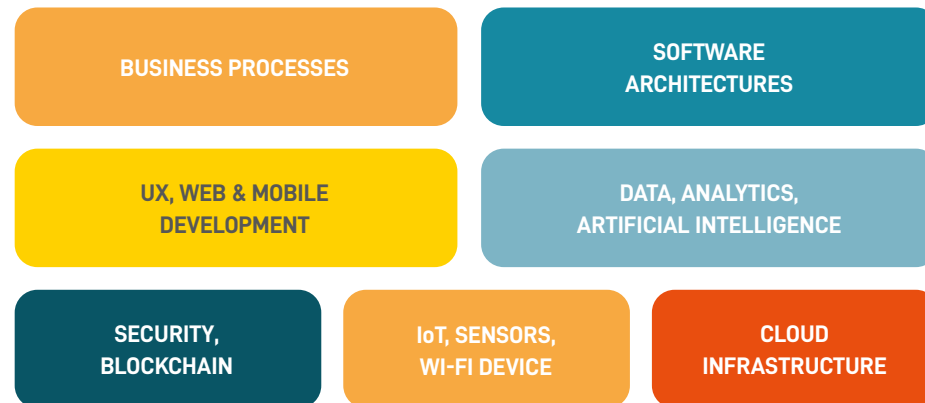 BUSINESS PROCESSES
SOFTWARE
ARCHITECTURES
UX, WEB & MOBILE
DEVELOPMENT
DATA, ANALYTICS,
ARTIFICIAL INTELLIGENCE
SECURITY,
BLOCKCHAIN
IoT, SENSORS,
WI-FI DEVICE
CLOUD
INFRASTRUCTURE